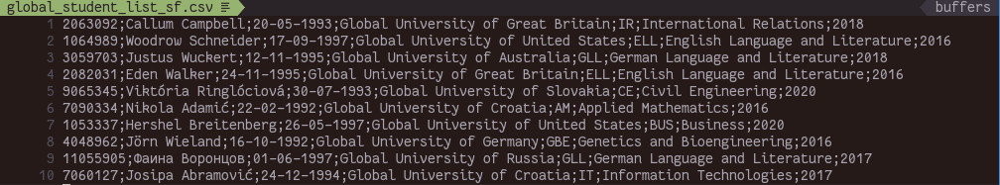 global_student_list_sf.csv buffers
1 2063092;Callum Campbell;20-05-1993;Global University of Great Britain;IR;International Relations;2018
2 1064989;Woodrow Schneider;17-09-1997;Global University of United States;ELL;English Language and Literature;2016
3 3059703;Justus Wuckert;12-11-1995;Global University of Australia;GLL;German Language and Literature;2018
4 2082031;Eden Walker;24-11-1995;Global University of Great Britain;ELL;English Language and Literature;2016
5 9065345;Viktória Ringlóciová;30-07-1993;Global University of Slovakia;CE;Civil Engineering;2020
6 7090334;Nikola Adamić;22-02-1992;Global University of Croatia;AM;Applied Mathematics;2016
7 1053337;Hershel Breitenberg;26-05-1997;Global University of United States;BUS;Business;2020
8 4048962;Jörn Wieland;16-10-1992;Global University of Germany;GBE;Genetics and Bioengineering;2016
9 11055905;Фаина Воронцов;01-06-1997;Global University of Russia;GLL;German Language and Literature;2017
10 7060127;Josipa Abramović;24-12-1994;Global University of Croatia;IT;Information Technologies;2017